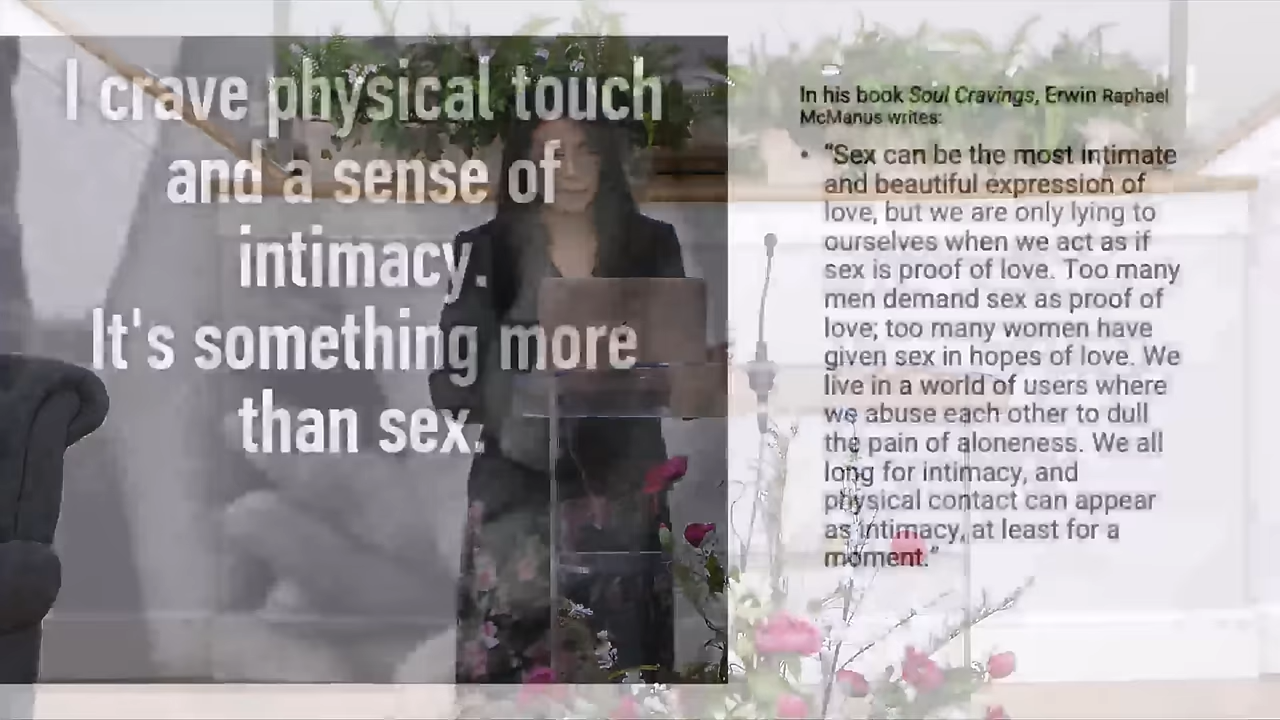 I crave physical touch
and a sense of
intimacy.
It's something more
than sex.
In his book Soul Cravings, Erwin Raphael
McManus writes:
• “Sex can be the most intimate
and beautiful expression of
love, but we are only lying to
ourselves when we act as if
sex is proof of love. Too many
men demand sex as proof of
love; too many women have
given sex in hopes of love. We
live in a world of users where
we abuse each other to dull
the pain of aloneness. We all
long for intimacy, and
physical contact can appear
as intimacy, at least for a
moment.”